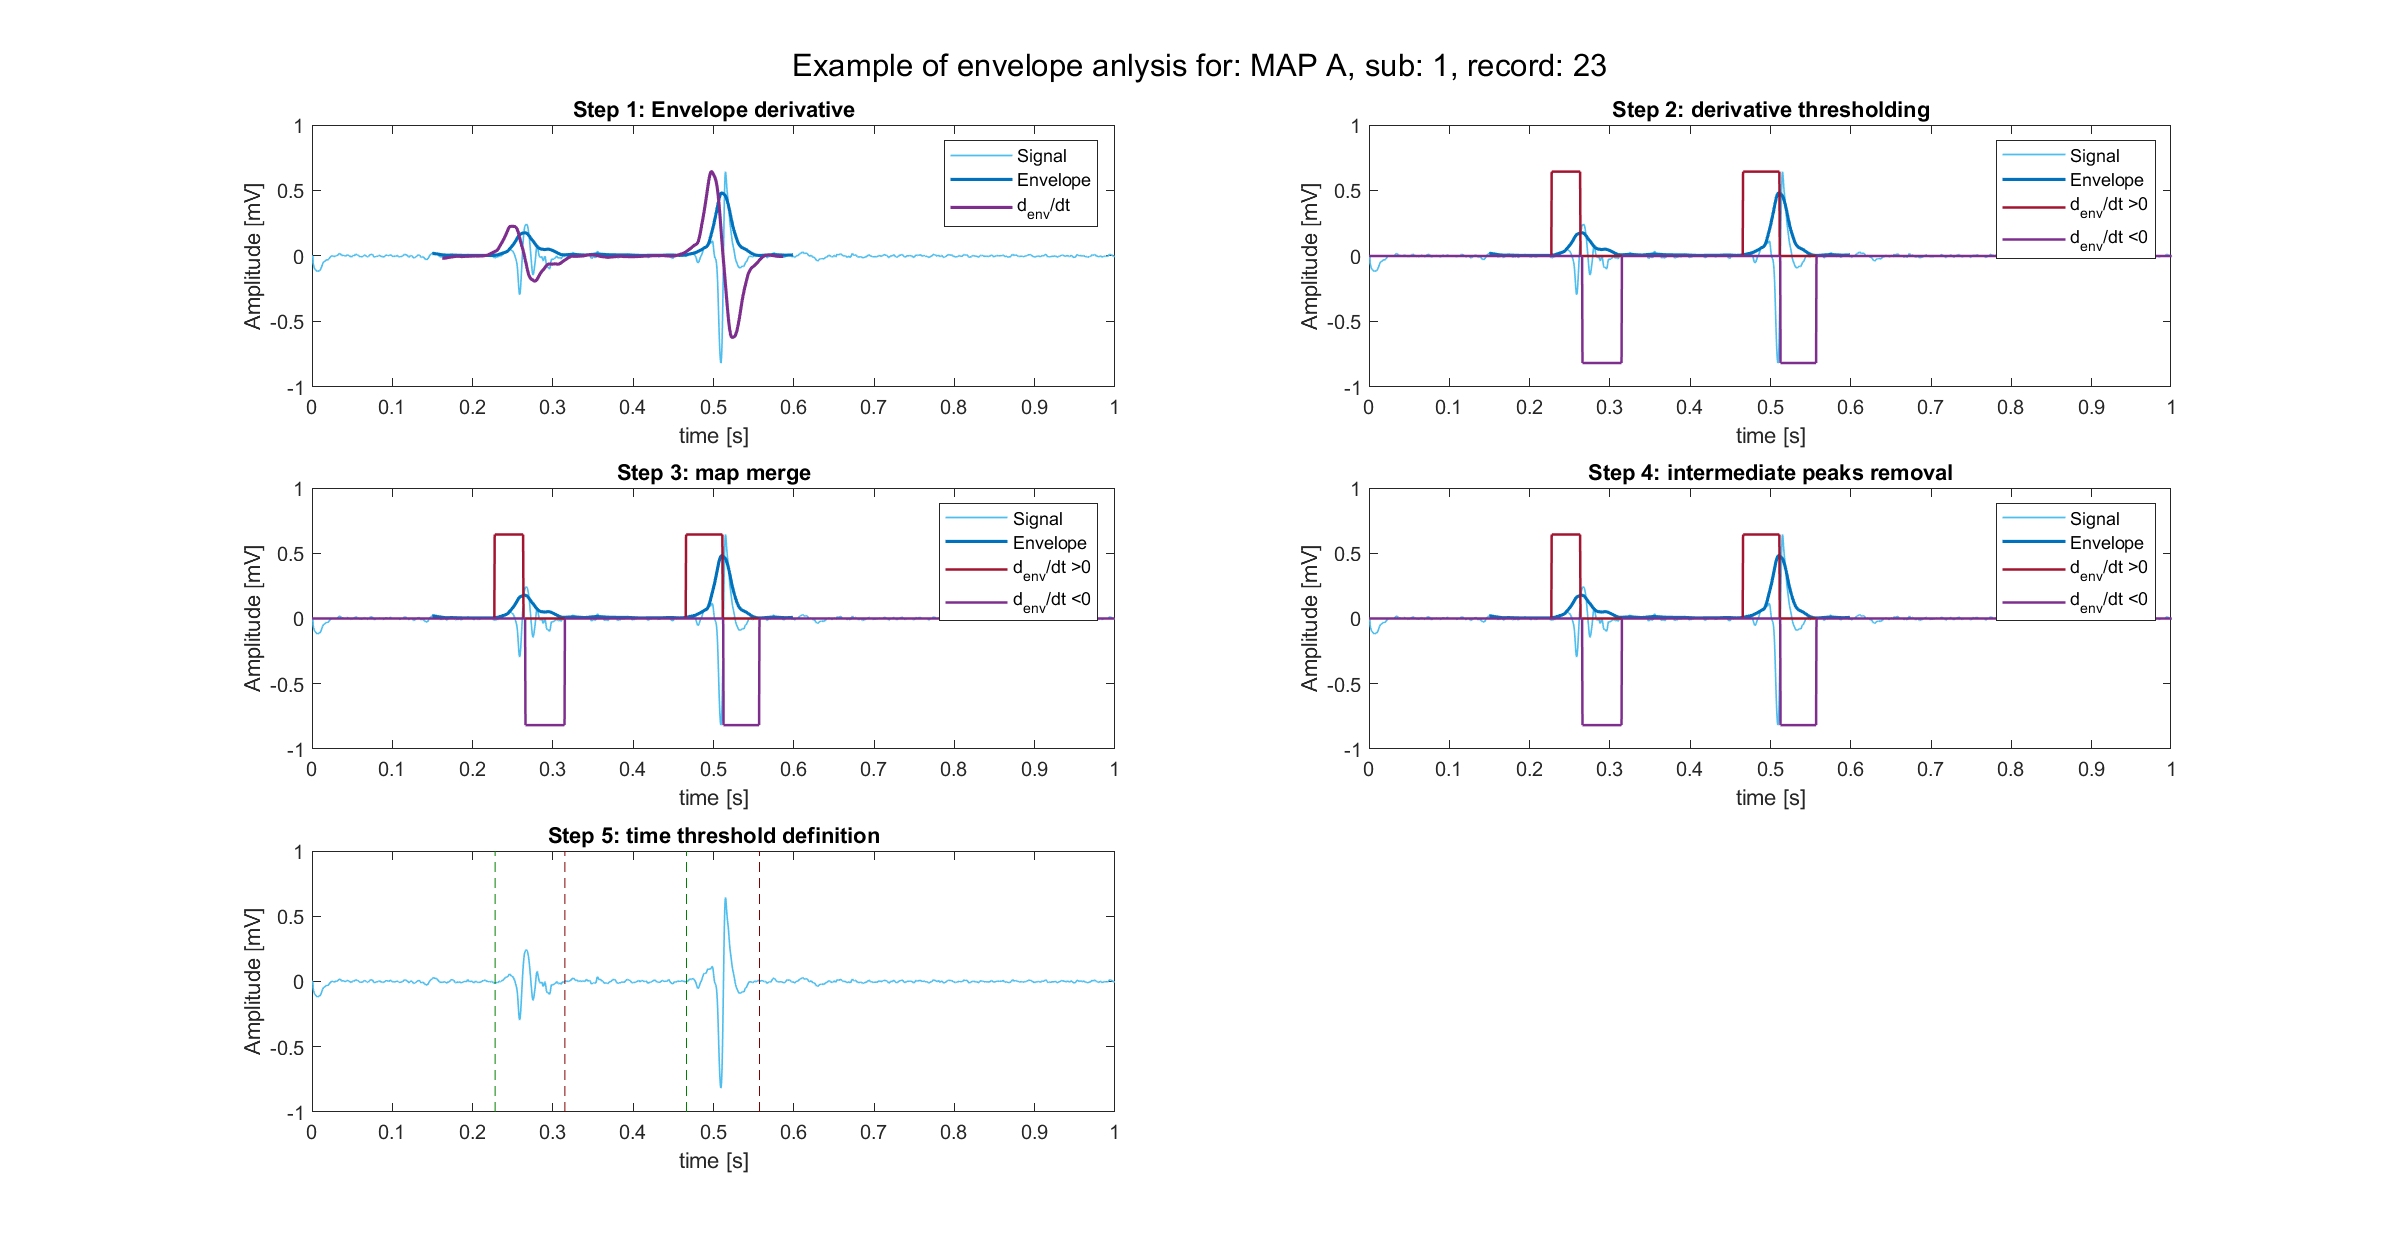 Example of envelope anlysis for: MAP A, sub: 1, record: 23
Step 1: Envelope derivative
1
0.5
0
-0.5
-1
Amplitude [mV]
0 0.1 0.2 0.3 0.4 0.5 0.6 0.7 0.8 0.9 1
time [s]
Signal
Envelope
d_env/dt
Step 2: derivative thresholding
1
0.5
0
-0.5
-1
Amplitude [mV]
0 0.1 0.2 0.3 0.4 0.5 0.6 0.7 0.8 0.9 1
time [s]
Signal
Envelope
d_env/dt >0
d_env/dt <0
Step 3: map merge
1
0.5
0
-0.5
-1
Amplitude [mV]
0 0.1 0.2 0.3 0.4 0.5 0.6 0.7 0.8 0.9 1
time [s]
Signal
Envelope
d_env/dt >0
d_env/dt <0
Step 4: intermediate peaks removal
1
0.5
0
-0.5
-1
Amplitude [mV]
0 0.1 0.2 0.3 0.4 0.5 0.6 0.7 0.8 0.9 1
time [s]
Signal
Envelope
d_env/dt >0
d_env/dt <0
Step 5: time threshold definition
1
0.5
0
-0.5
-1
Amplitude [mV]
0 0.1 0.2 0.3 0.4 0.5 0.6 0.7 0.8 0.9 1
time [s]